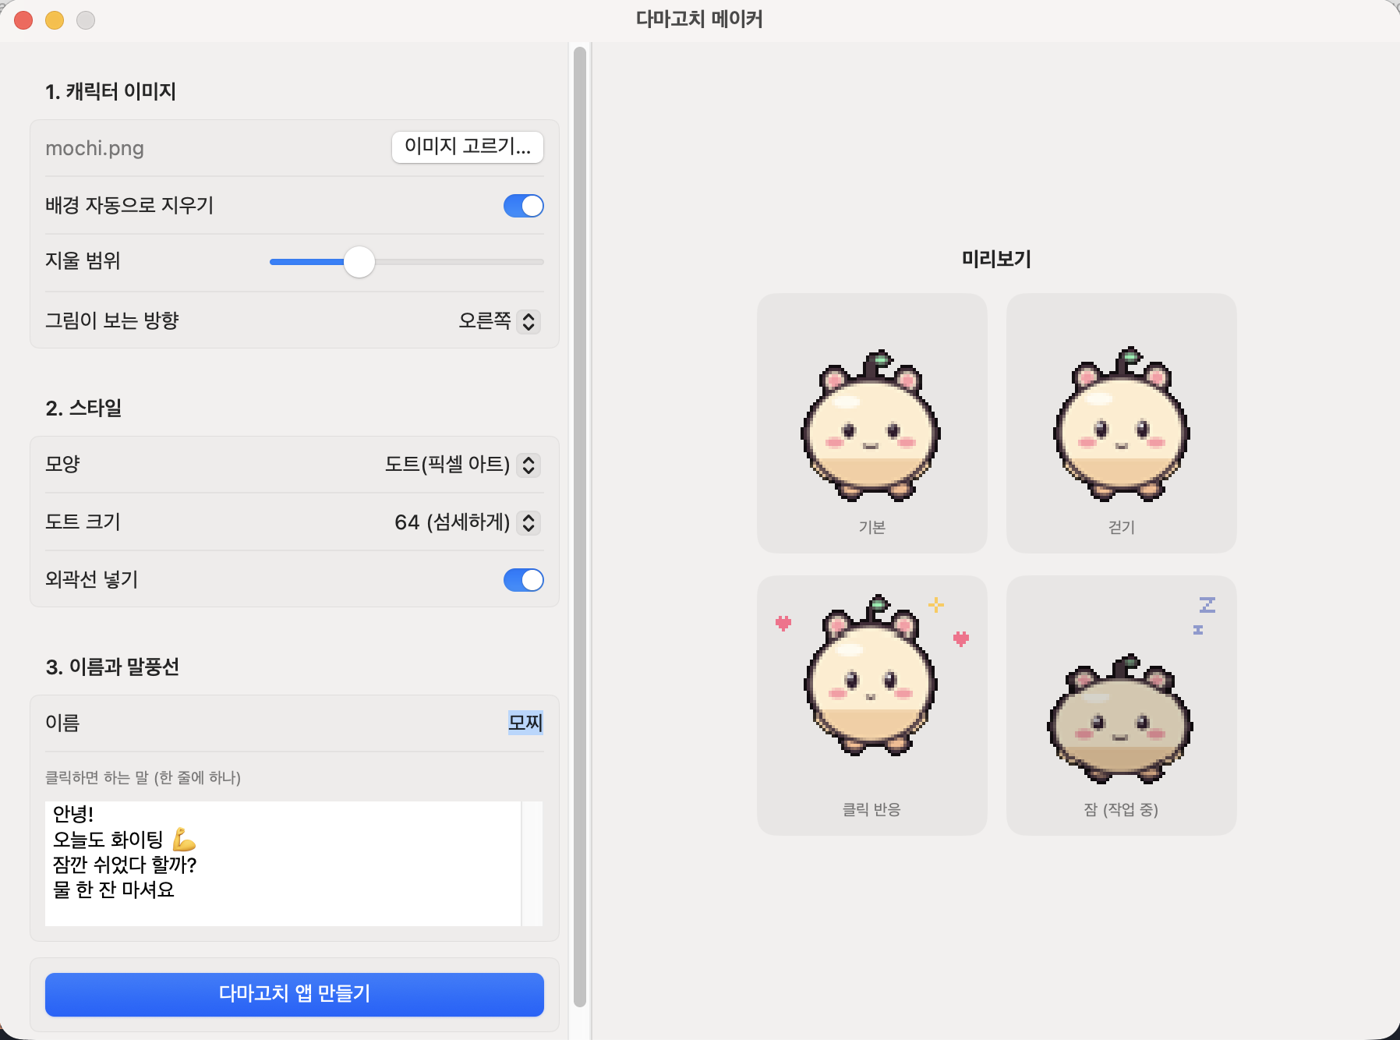 다마고치 메이커
1. 캐릭터 이미지
mochi.png
이미지 고르기...
배경 자동으로 지우기
지울 범위
그림이 보는 방향
오른쪽
2. 스타일
모양
도트(픽셀 아트)
도트 크기
64 (섬세하게)
외곽선 넣기
3. 이름과 말풍선
이름
모찌
클릭하면 하는 말 (한 줄에 하나)
안녕!
오늘도 화이팅 💪
잠깐 쉬었다 할까?
물 한 잔 마셔요
다마고치 앱 만들기
미리보기
기본
걷기
클릭 반응
Z
z
잠 (작업 중)